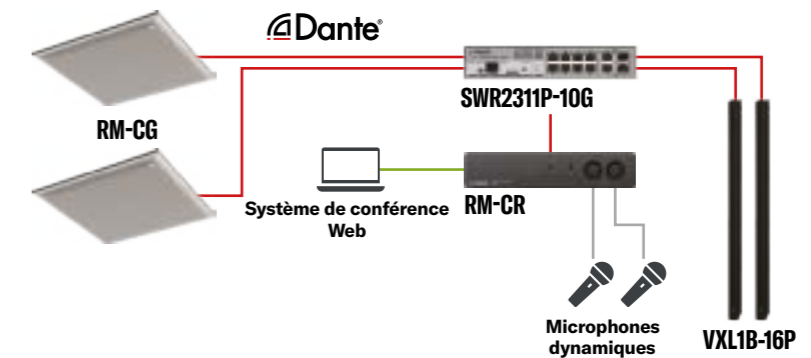 Dante®
SWR2311P-10G
RM-CG
Système de conférence
Web
RM-CR
Microphones
dynamiques
VXL1B-16P